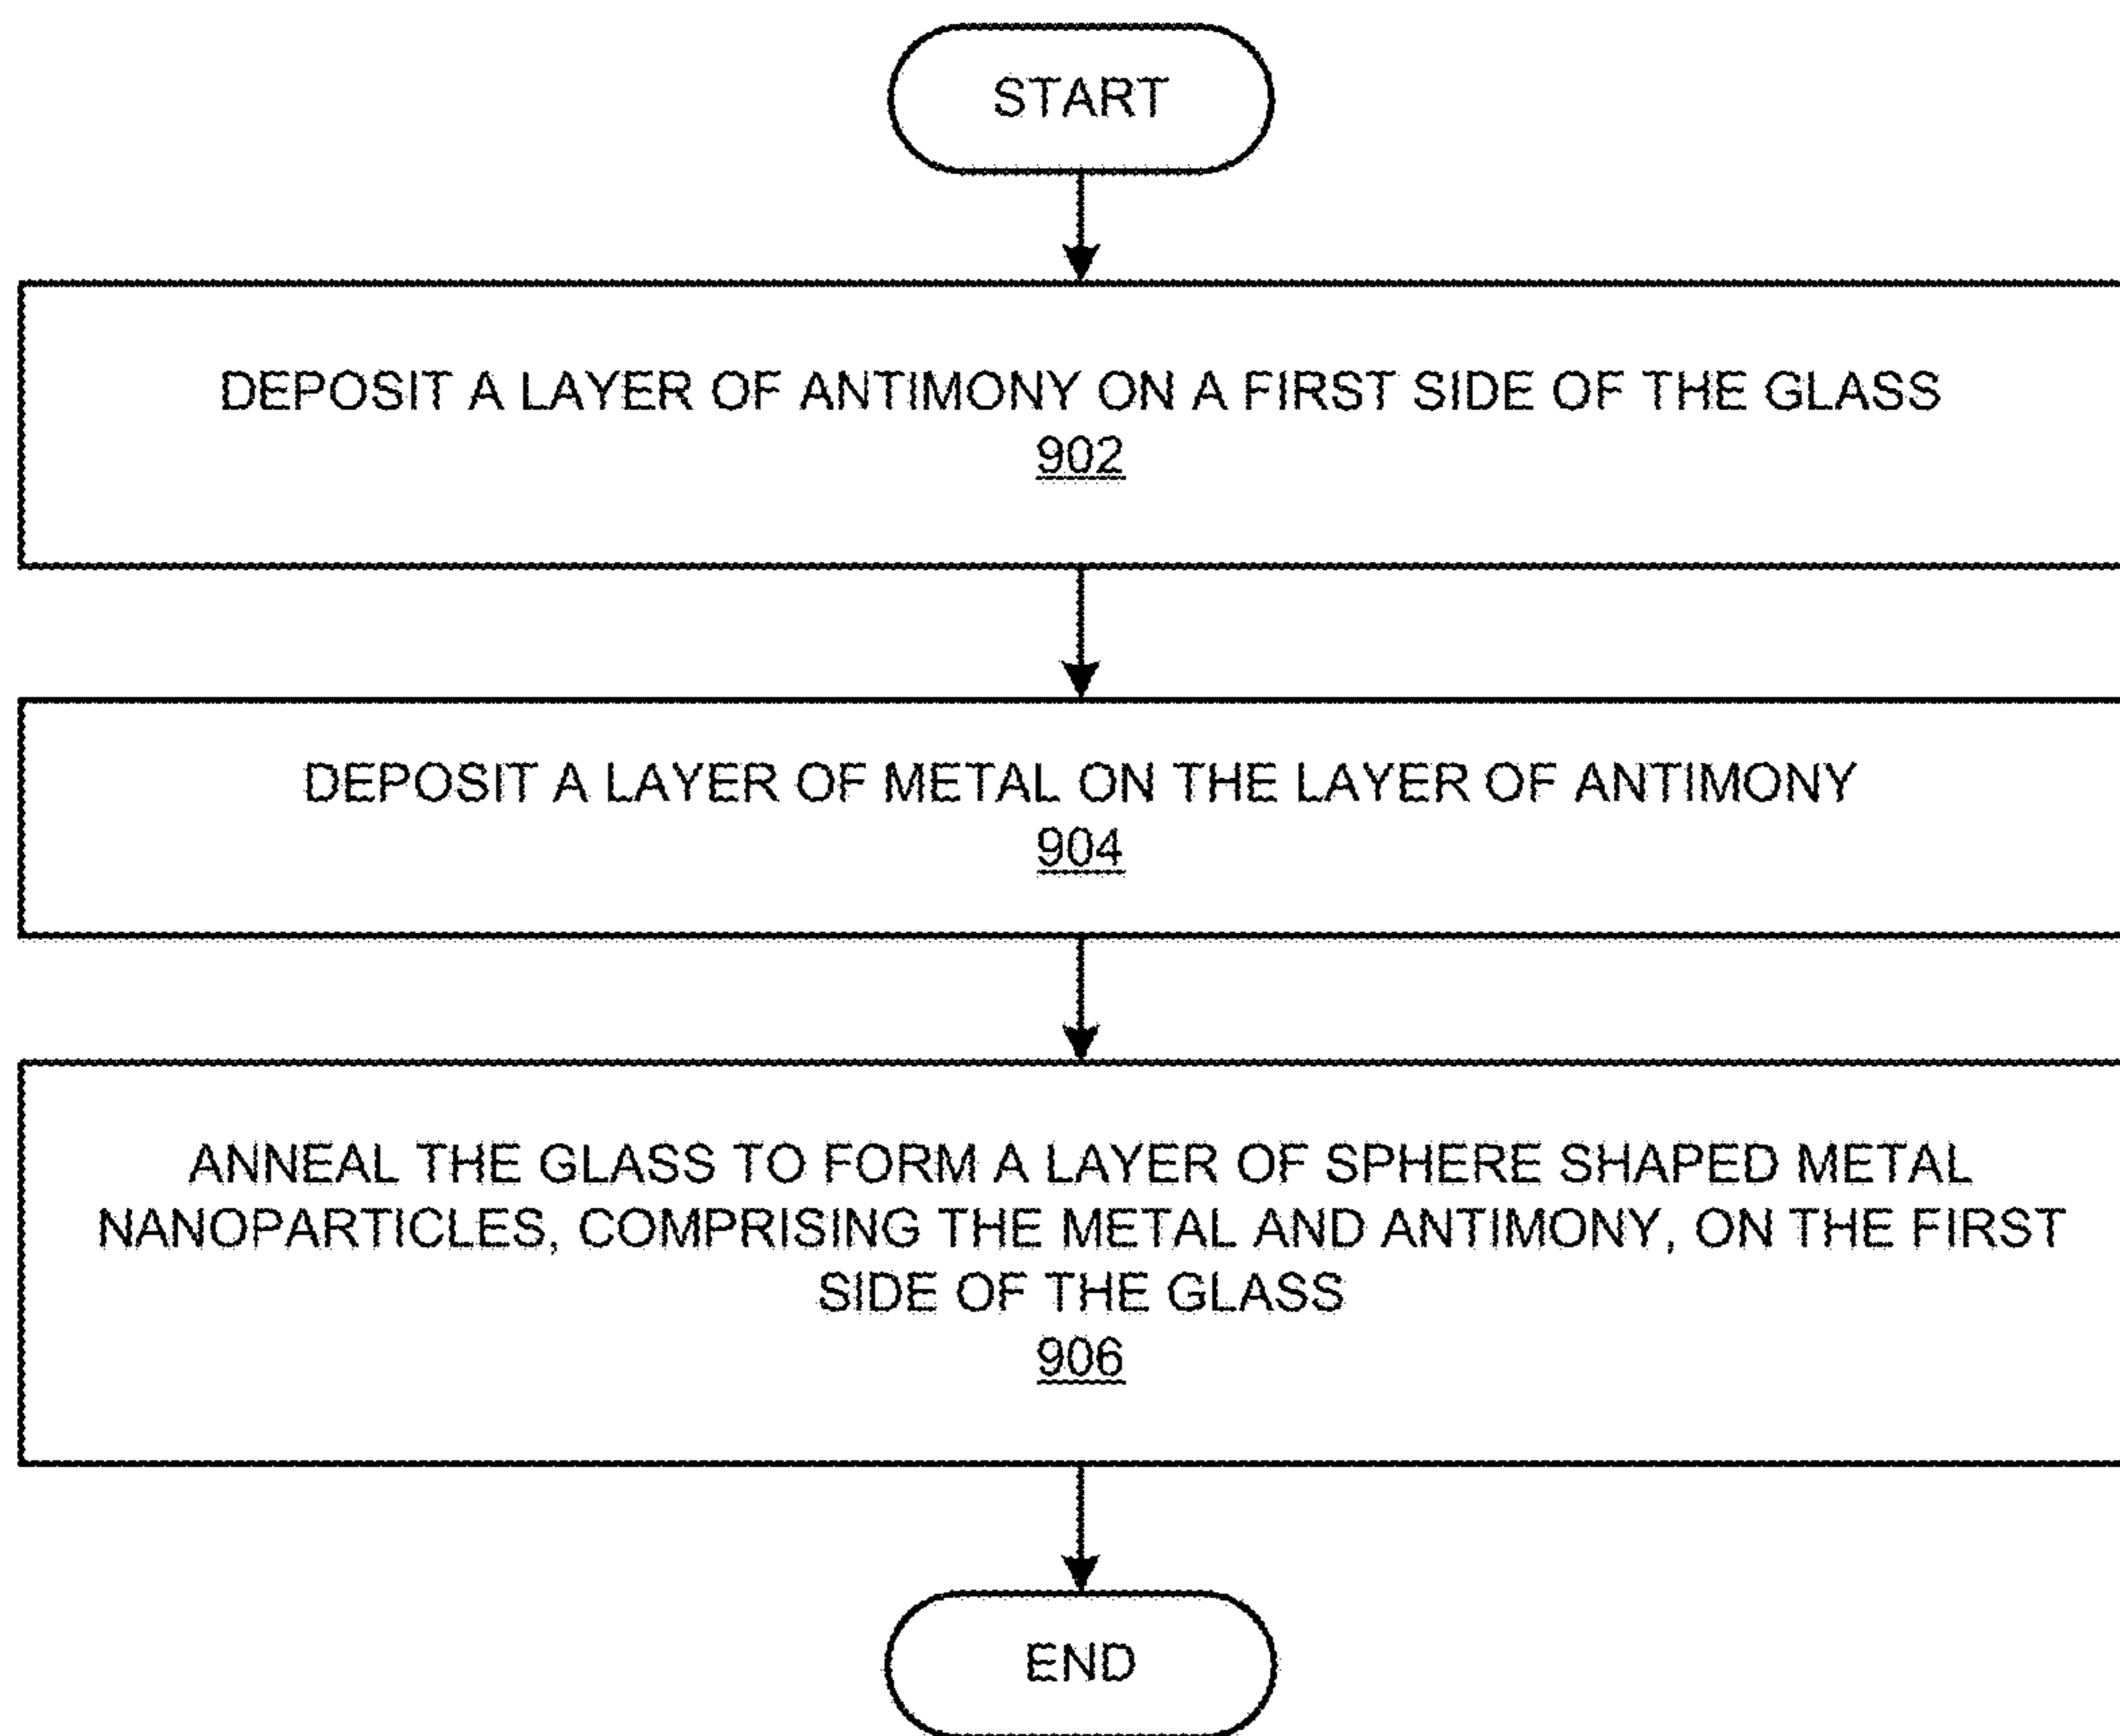 START
DEPOSIT A LAYER OF ANTIMONY ON A FIRST SIDE OF THE GLASS
902
DEPOSIT A LAYER OF METAL ON THE LAYER OF ANTIMONY
904
ANNEAL THE GLASS TO FORM A LAYER OF SPHERE SHAPED METAL
NANOPARTICLES, COMPRISING THE METAL AND ANTIMONY, ON THE FIRST
SIDE OF THE GLASS
906
END